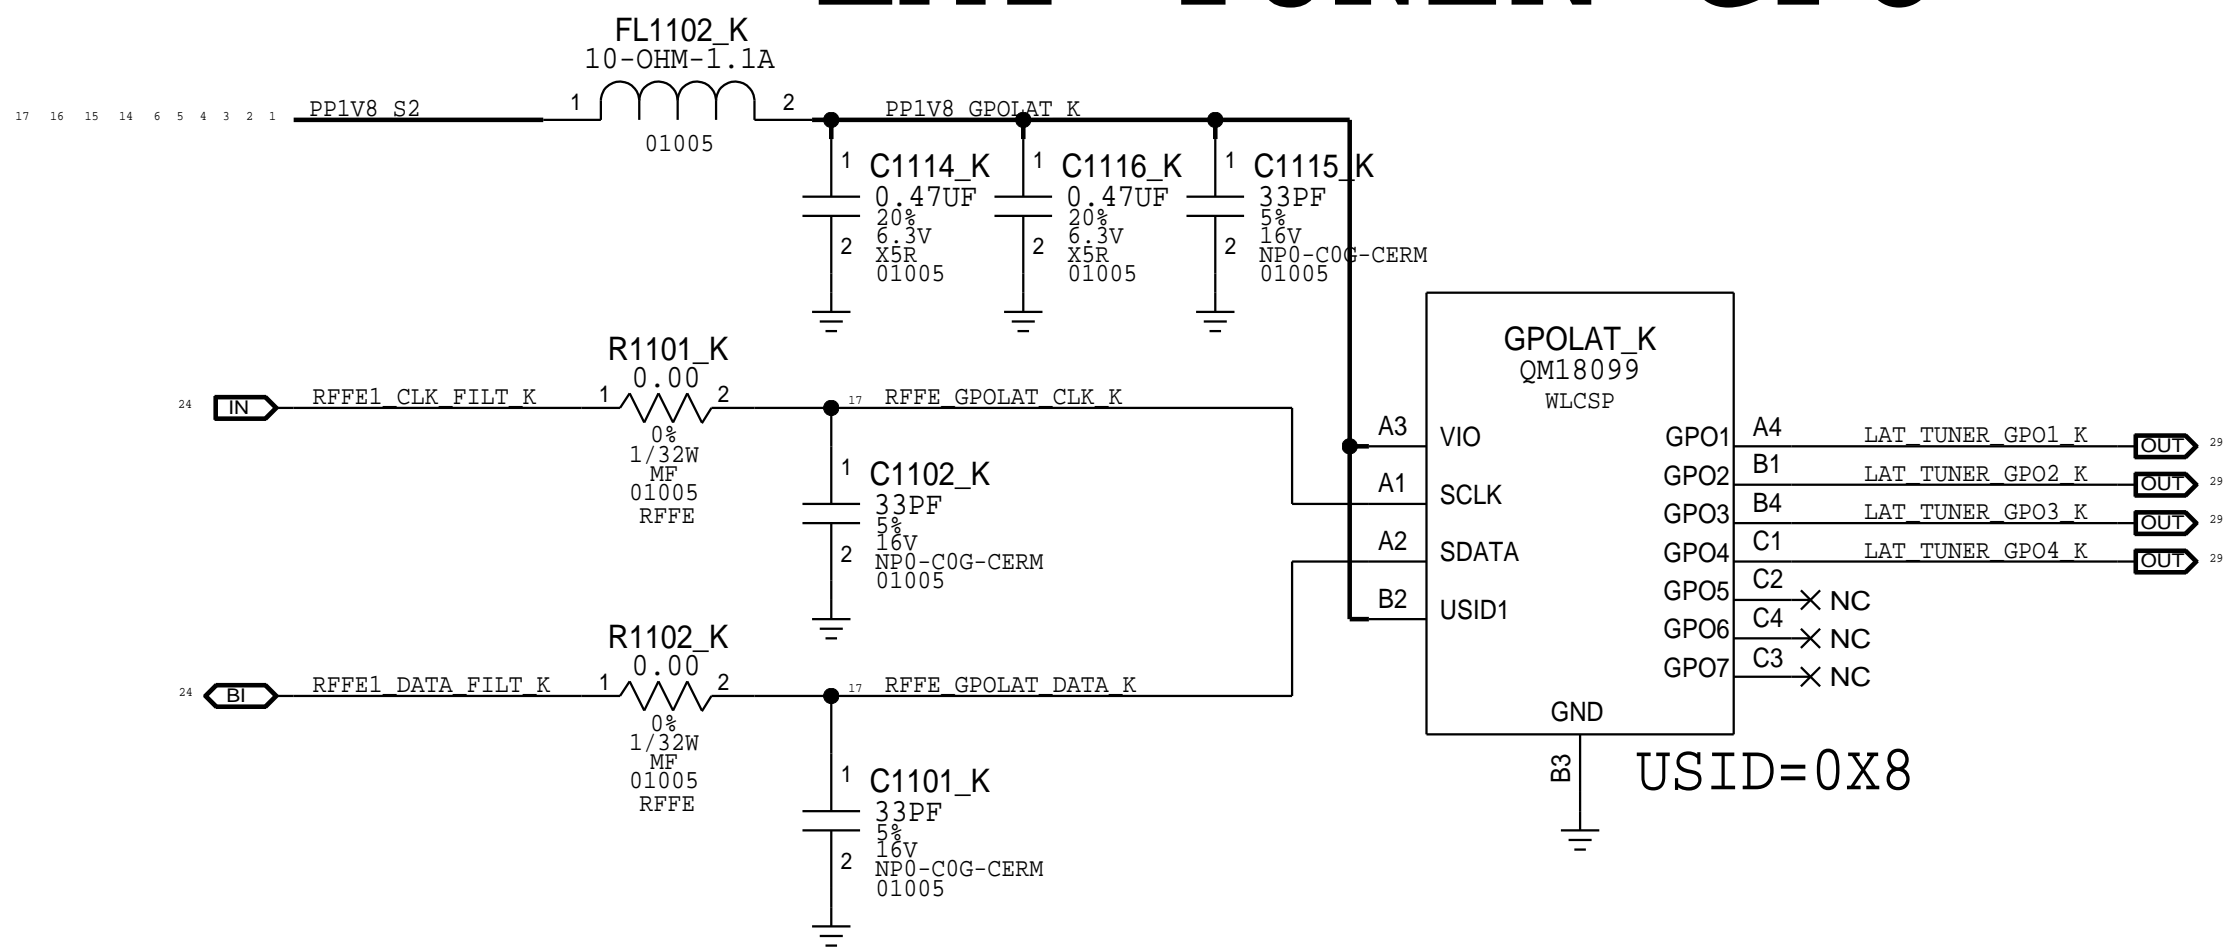 FL1102_K
10-OHM-1.1A
17 16 15 14 6 5 4 3 2 1
PP1V8_S2
1
2
01005
PP1V8_GPOLAT_K
1
C1114_K
0.47UF
20%
6.3V
2
X5R
01005
1
C1116_K
0.47UF
20%
6.3V
2
X5R
01005
1
C1115_K
33PF
5%
16V
2
NP0-C0G-CERM
01005
R1101_K
0.00
24
IN
RFFE1_CLK_FILT_K
1
2
0%
1/32W
MF
01005
RFFE
17
RFFE_GPOLAT_CLK_K
1
C1102_K
33PF
5%
16V
2
NP0-C0G-CERM
01005
R1102_K
0.00
24
BI
RFFE1_DATA_FILT_K
1
2
0%
1/32W
MF
01005
RFFE
17
RFFE_GPOLAT_DATA_K
1
C1101_K
33PF
5%
16V
2
NP0-C0G-CERM
01005
GPOLAT_K
QM18099
WLCSP
A3 VIO
A1 SCLK
A2 SDATA
B2 USID1
GPO1 A4 LAT_TUNER_GPO1_K OUT 29
GPO2 B1 LAT_TUNER_GPO2_K OUT 29
GPO3 B4 LAT_TUNER_GPO3_K OUT 29
GPO4 C1 LAT_TUNER_GPO4_K OUT 29
GPO5 C2 NC
GPO6 C4 NC
GPO7 C3 NC
GND
B3
USID=0X8